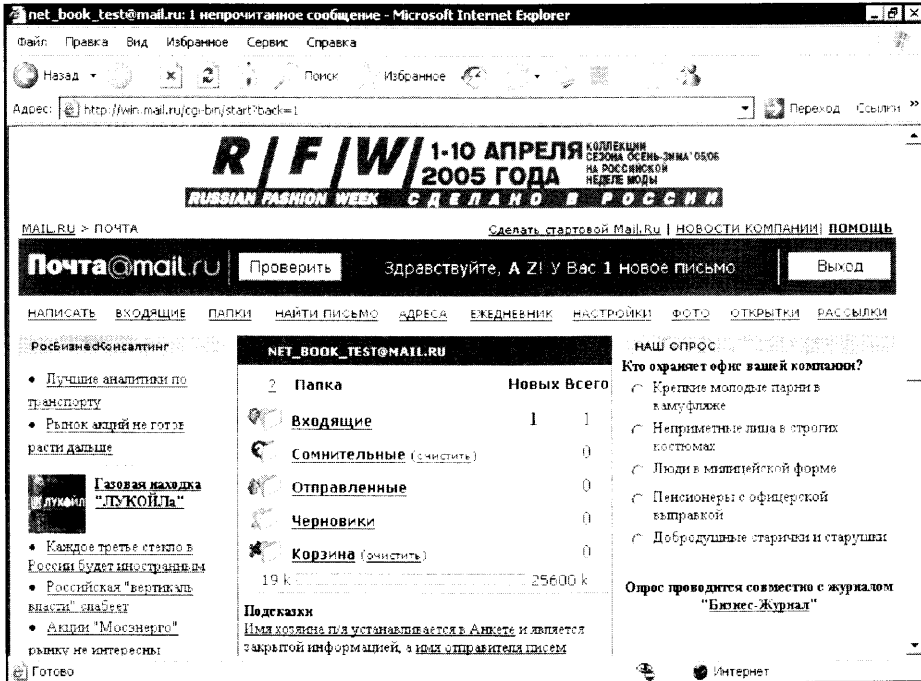 net_book_test@mail.ru: 1 непрочитанное сообщение - Microsoft Internet Explorer
Файл Правка Вид Избранное Сервис Справка
Назад Поиск Избранное
Адрес: http://win.mail.ru/cgi-bin/start?back=1 Переход Ссылки »
R/F/W/ 1-10 АПРЕЛЯ 2005 ГОДА
КОЛЛЕКЦИИ
СЕЗОНА ОСЕНЬ-ЗИМА'05/06
НА РОССИЙСКОЙ
НЕДЕЛЕ МОДЫ
RUSSIAN FASHION WEEK СДЕЛАНО В РОССИИ
MAIL.RU > ПОЧТА Сделать стартовой Mail.Ru | НОВОСТИ КОМПАНИИ | ПОМОЩЬ
Почта@mail.ru Проверить Здравствуйте, A Z! У Вас 1 новое письмо Выход
НАПИСАТЬ ВХОДЯЩИЕ ПАПКИ НАЙТИ ПИСЬМО АДРЕСА ЕЖЕДНЕВНИК НАСТРОЙКИ ФОТО ОТКРЫТКИ РАССЫЛКИ
РосБизнесКонсалтинг
• Лучшие аналитики по
транспорту
• Рынок акций не готов
расти дальше
ЛУКОЙЛ
Газовая находка
"ЛУКОЙЛа"
• Каждое третье стекло в
России будет иностранным
• Российская "вертикаль
власти" слабеет
• Акции "Мосэнерго"
рынку не интересны
NET_BOOK_TEST@MAIL.RU
? Папка Новых Всего
Входящие 1 1
Сомнительные (очистить) 0
Отправленные 0
Черновики 0
Корзина (очистить) 0
19 k 25600 k
Подсказки
Имя хозяина п/я устанавливается в Анкете и является
закрытой информацией, а имя отправителя писем
НАШ ОПРОС
Кто охраняет офис вашей компании?
Крепкие молодые парни в
камуфляже
Неприметные лица в строгих
костюмах
Люди в милицейской форме
Пенсионеры с офицерской
выправкой
Добродушные старички и старушки
Опрос проводится совместно с журналом
"Бизнес-Журнал"
Готово Интернет